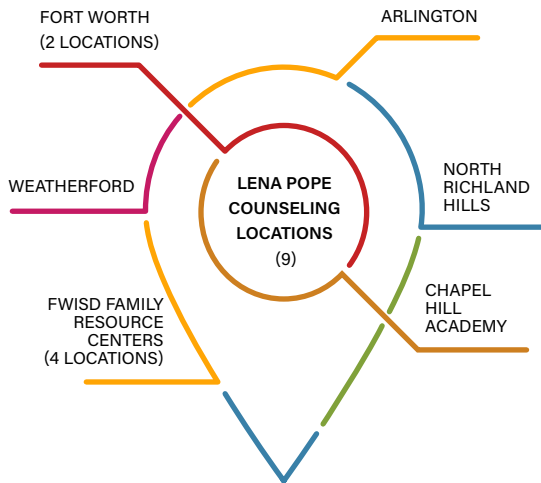 FORT WORTH
(2 LOCATIONS)
ARLINGTON
WEATHERFORD
LENA POPE
COUNSELING
LOCATIONS
(9)
NORTH
RICHLAND
HILLS
FWISD FAMILY
RESOURCE
CENTERS
(4 LOCATIONS)
CHAPEL
HILL
ACADEMY